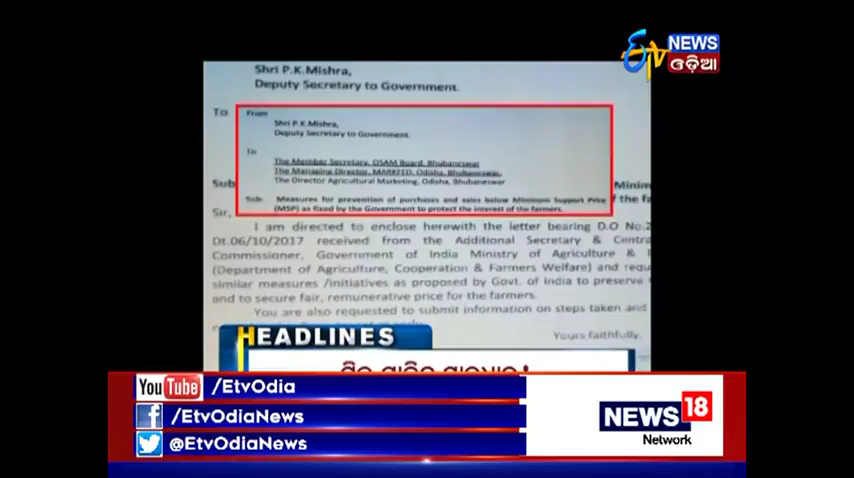 Shri P.K.Mishra,
Deputy Secretary to Government.
ETV NEWS
ଓଡ଼ିଆ
To
From
Shri P.K.Mishra,
Deputy Secretary to Government.
To
The Member Secretary, OSAM Board, Bhubaneswar
The Managing Director, MARKFED, Odisha, Bhubaneswar,
The Director Agricultural Marketing, Odisha, Bhubaneswar
Sub: Measures for prevention of purchases and sales below Minimum Support Price
(MSP) as fixed by the Government to protect the interest of the farmers.
Sub
Minim
f the fa
Sir,
I am directed to enclose herewith the letter bearing D.O No.2
Dt.06/10/2017 received from the Additional Secretary & Centra
Commissioner, Government of India Ministry of Agriculture &
(Department of Agriculture, Cooperation & Farmers Welfare) and requ
similar measures /initiatives as proposed by Govt. of India to preserve
and to secure fair, remunerative price for the farmers.
You are also requested to submit information on steps taken and
Yours faithfully,
HEADLINES
YouTube /EtvOdia
/EtvOdiaNews
@EtvOdiaNews
NEWS 18
Network